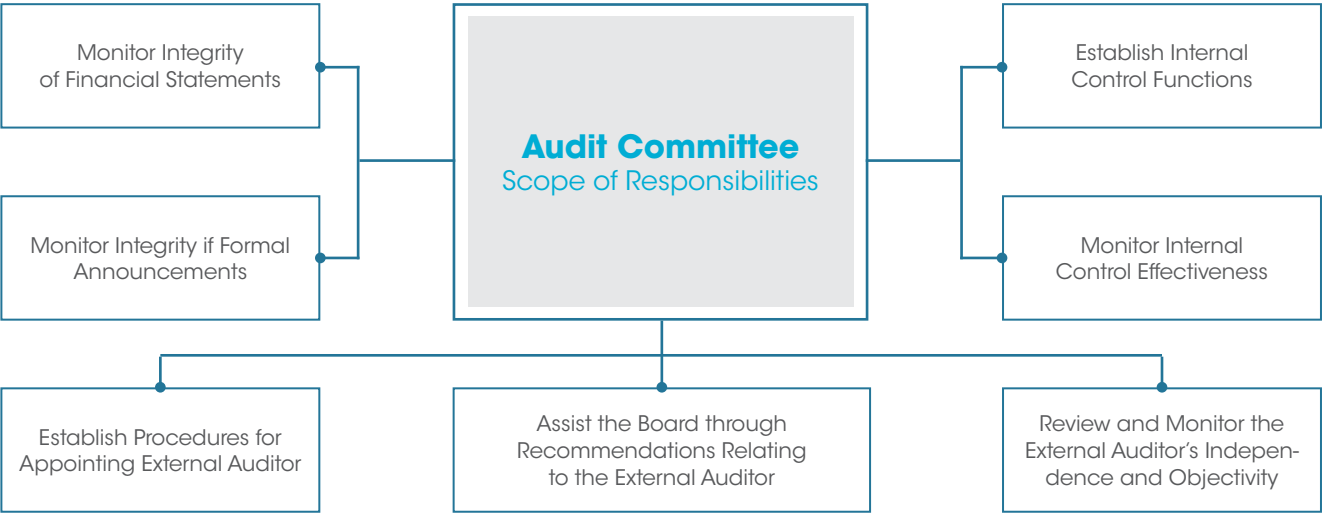 Monitor Integrity
of Financial Statements
Audit Committee
Scope of Responsibilities
Establish Internal
Control Functions
Monitor Integrity if Formal
Announcements
Monitor Internal
Control Effectiveness
Establish Procedures for
Appointing External Auditor
Assist the Board through
Recommendations Relating
to the External Auditor
Review and Monitor the
External Auditor's Indepen-
dence and Objectivity